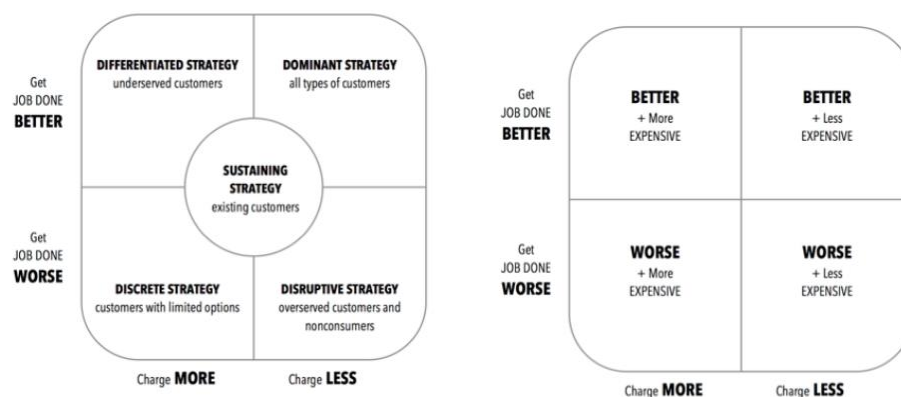 Get
JOB DONE
BETTER
DIFFERENTIATED STRATEGY
underserved customers
DOMINANT STRATEGY
all types of customers
SUSTAINING
STRATEGY
existing customers
Get
JOB DONE
WORSE
DISCRETE STRATEGY
customers with limited options
DISRUPTIVE STRATEGY
overserved customers and
nonconsumers
Charge MORE
Charge LESS
Get
JOB DONE
BETTER
BETTER
+ More
EXPENSIVE
BETTER
+ Less
EXPENSIVE
Get
JOB DONE
WORSE
WORSE
+ More
EXPENSIVE
WORSE
+ Less
EXPENSIVE
Charge MORE
Charge LESS